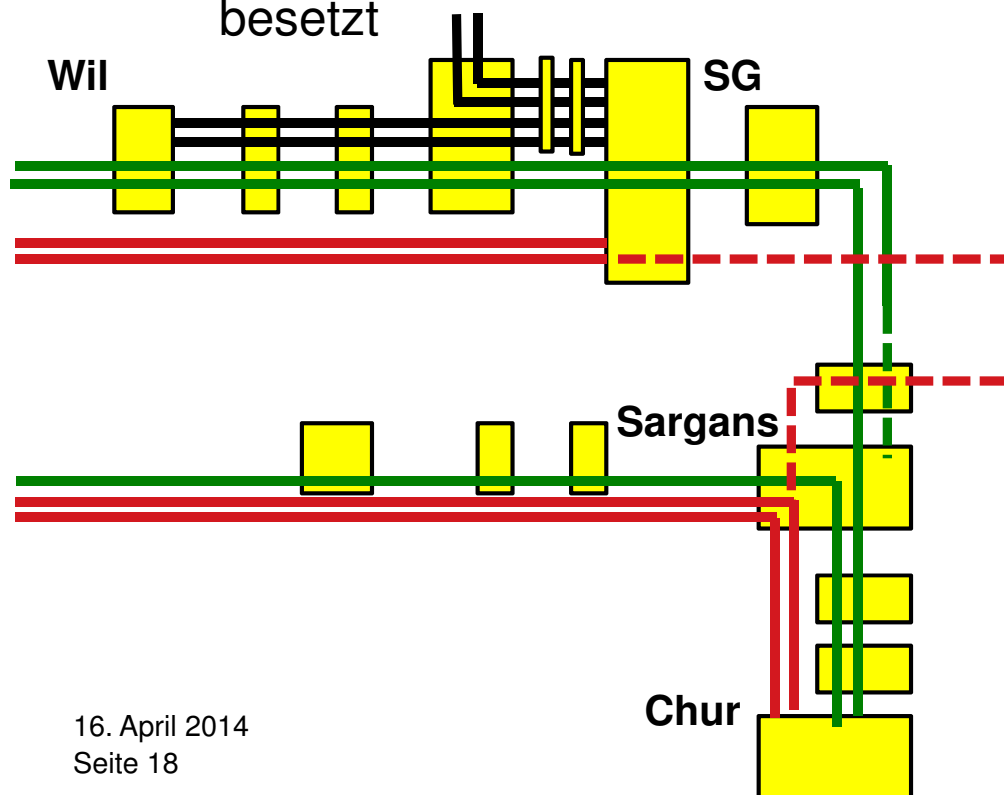 besetzt
Wil
SG
Sargans
Chur
16. April 2014
Seite 18